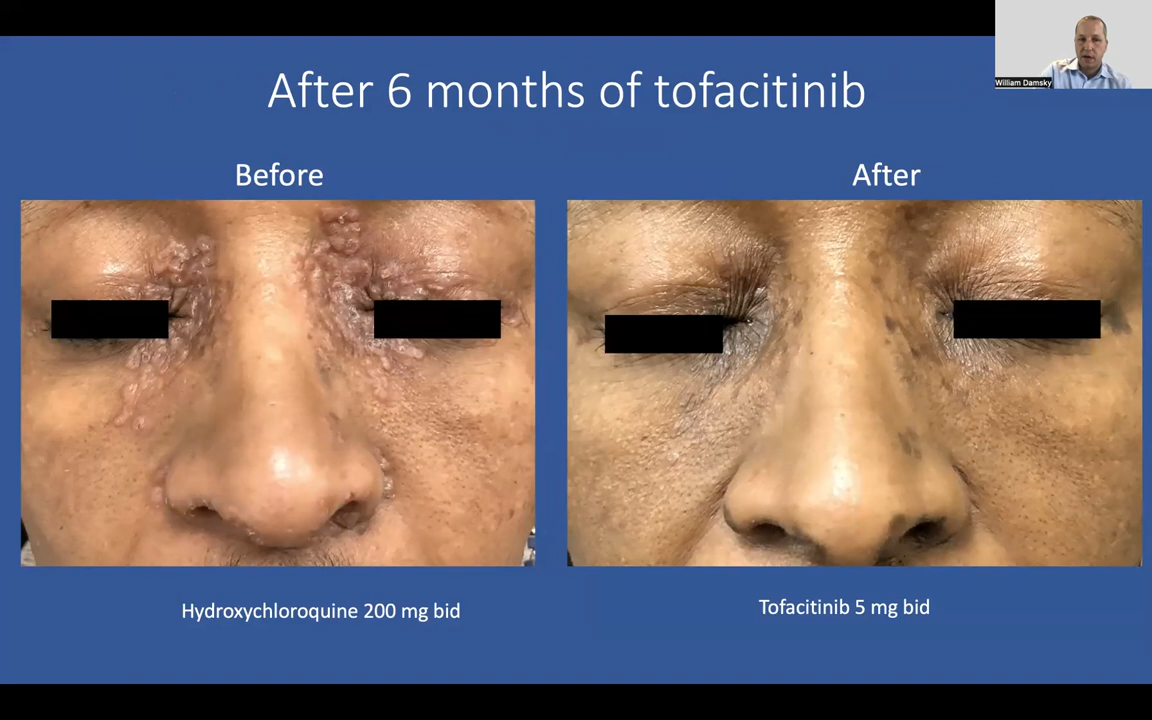 William Damsky
After 6 months of tofacitinib
Before
After
Hydroxychloroquine 200 mg bid
Tofacitinib 5 mg bid